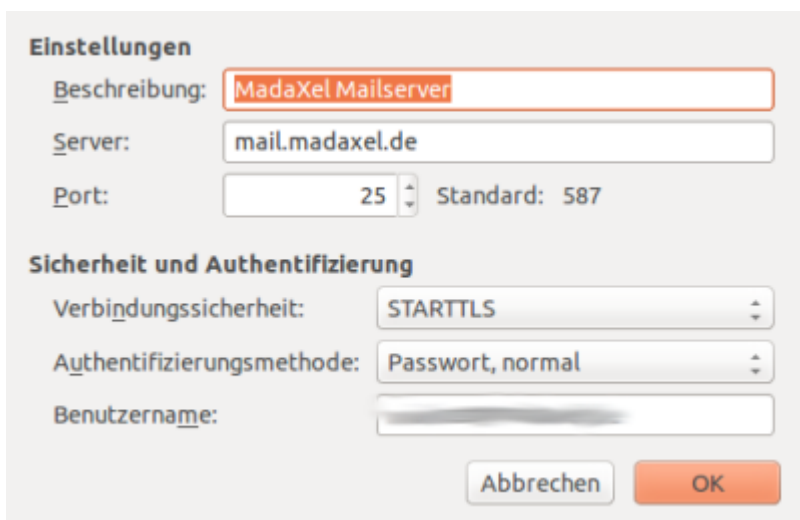 Einstellungen
Beschreibung: MadaXel Mailserver
Server: mail.madaxel.de
Port: 25 Standard: 587
Sicherheit und Authentifizierung
Verbindungssicherheit: STARTTLS
Authentifizierungsmethode: Passwort, normal
Benutzername:
Abbrechen OK